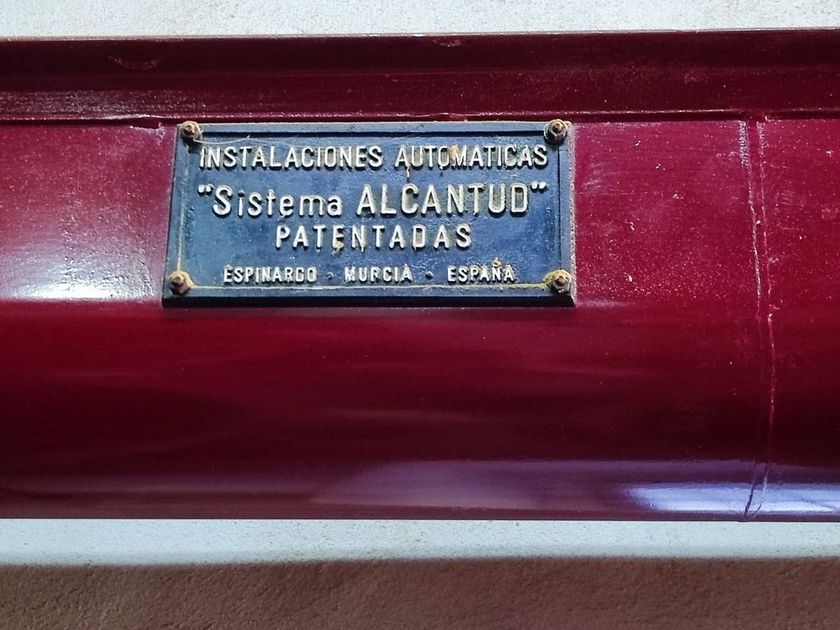 INSTALACIONES AUTOMATICAS
"Sistema ALCANTUD"
PATENTADAS
ESPINARDO - MURCIA - ESPAÑA